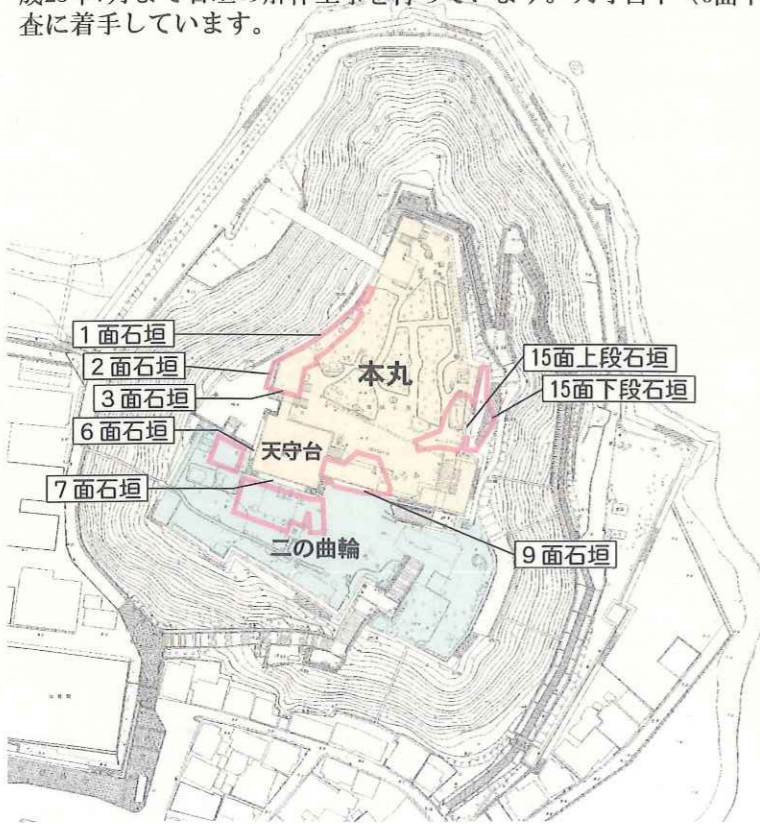 査に着手しています。
1面石垣
2面石垣
3面石垣
6面石垣
7面石垣
本丸
天守台
二の曲輪
15面上段石垣
15面下段石垣
9面石垣